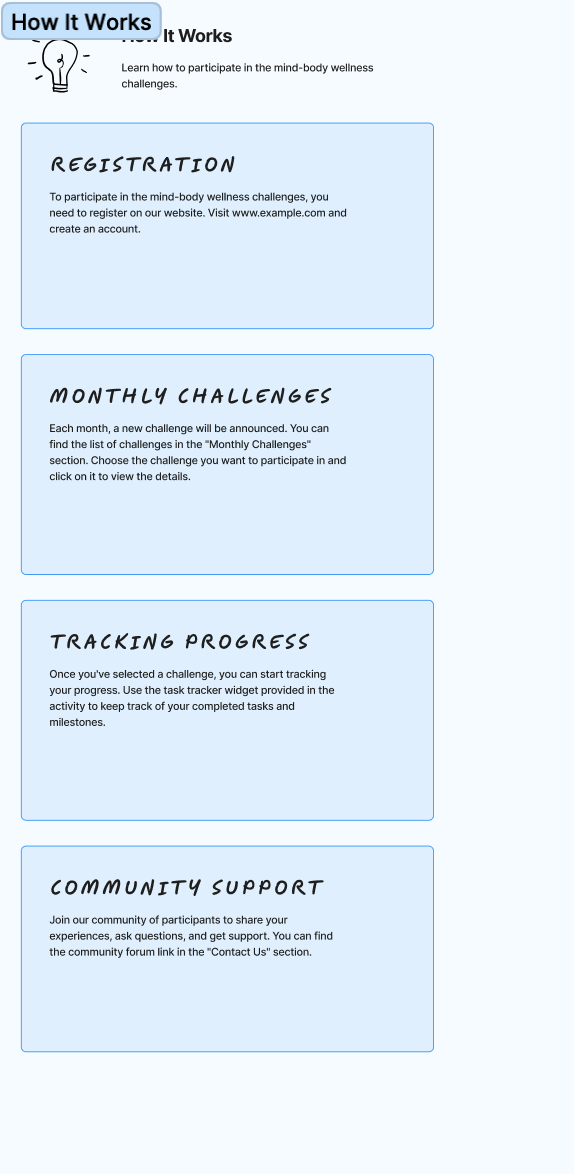 How It Works
How It Works
Learn how to participate in the mind-body wellness
challenges.
REGISTRATION
To participate in the mind-body wellness challenges, you
need to register on our website. Visit www.example.com and
create an account.
MONTHLY CHALLENGES
Each month, a new challenge will be announced. You can
find the list of challenges in the "Monthly Challenges"
section. Choose the challenge you want to participate in and
click on it to view the details.
TRACKING PROGRESS
Once you've selected a challenge, you can start tracking
your progress. Use the task tracker widget provided in the
activity to keep track of your completed tasks and
milestones.
COMMUNITY SUPPORT
Join our community of participants to share your
experiences, ask questions, and get support. You can find
the community forum link in the "Contact Us" section.